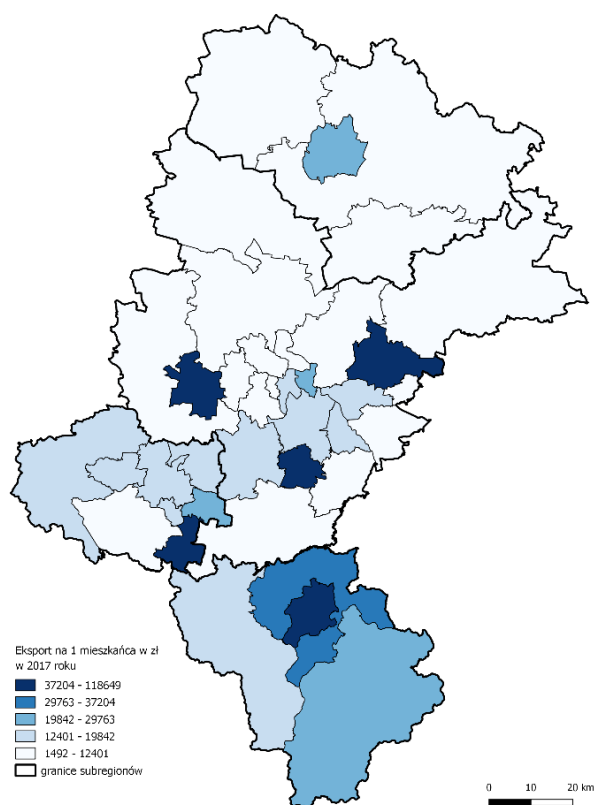 Eksport na 1 mieszkańca w zł
w 2017 roku
37204 - 118649
29763 - 37204
19842 - 29763
12401 - 19842
1492 - 12401
granice subregionów
0 10 20 km